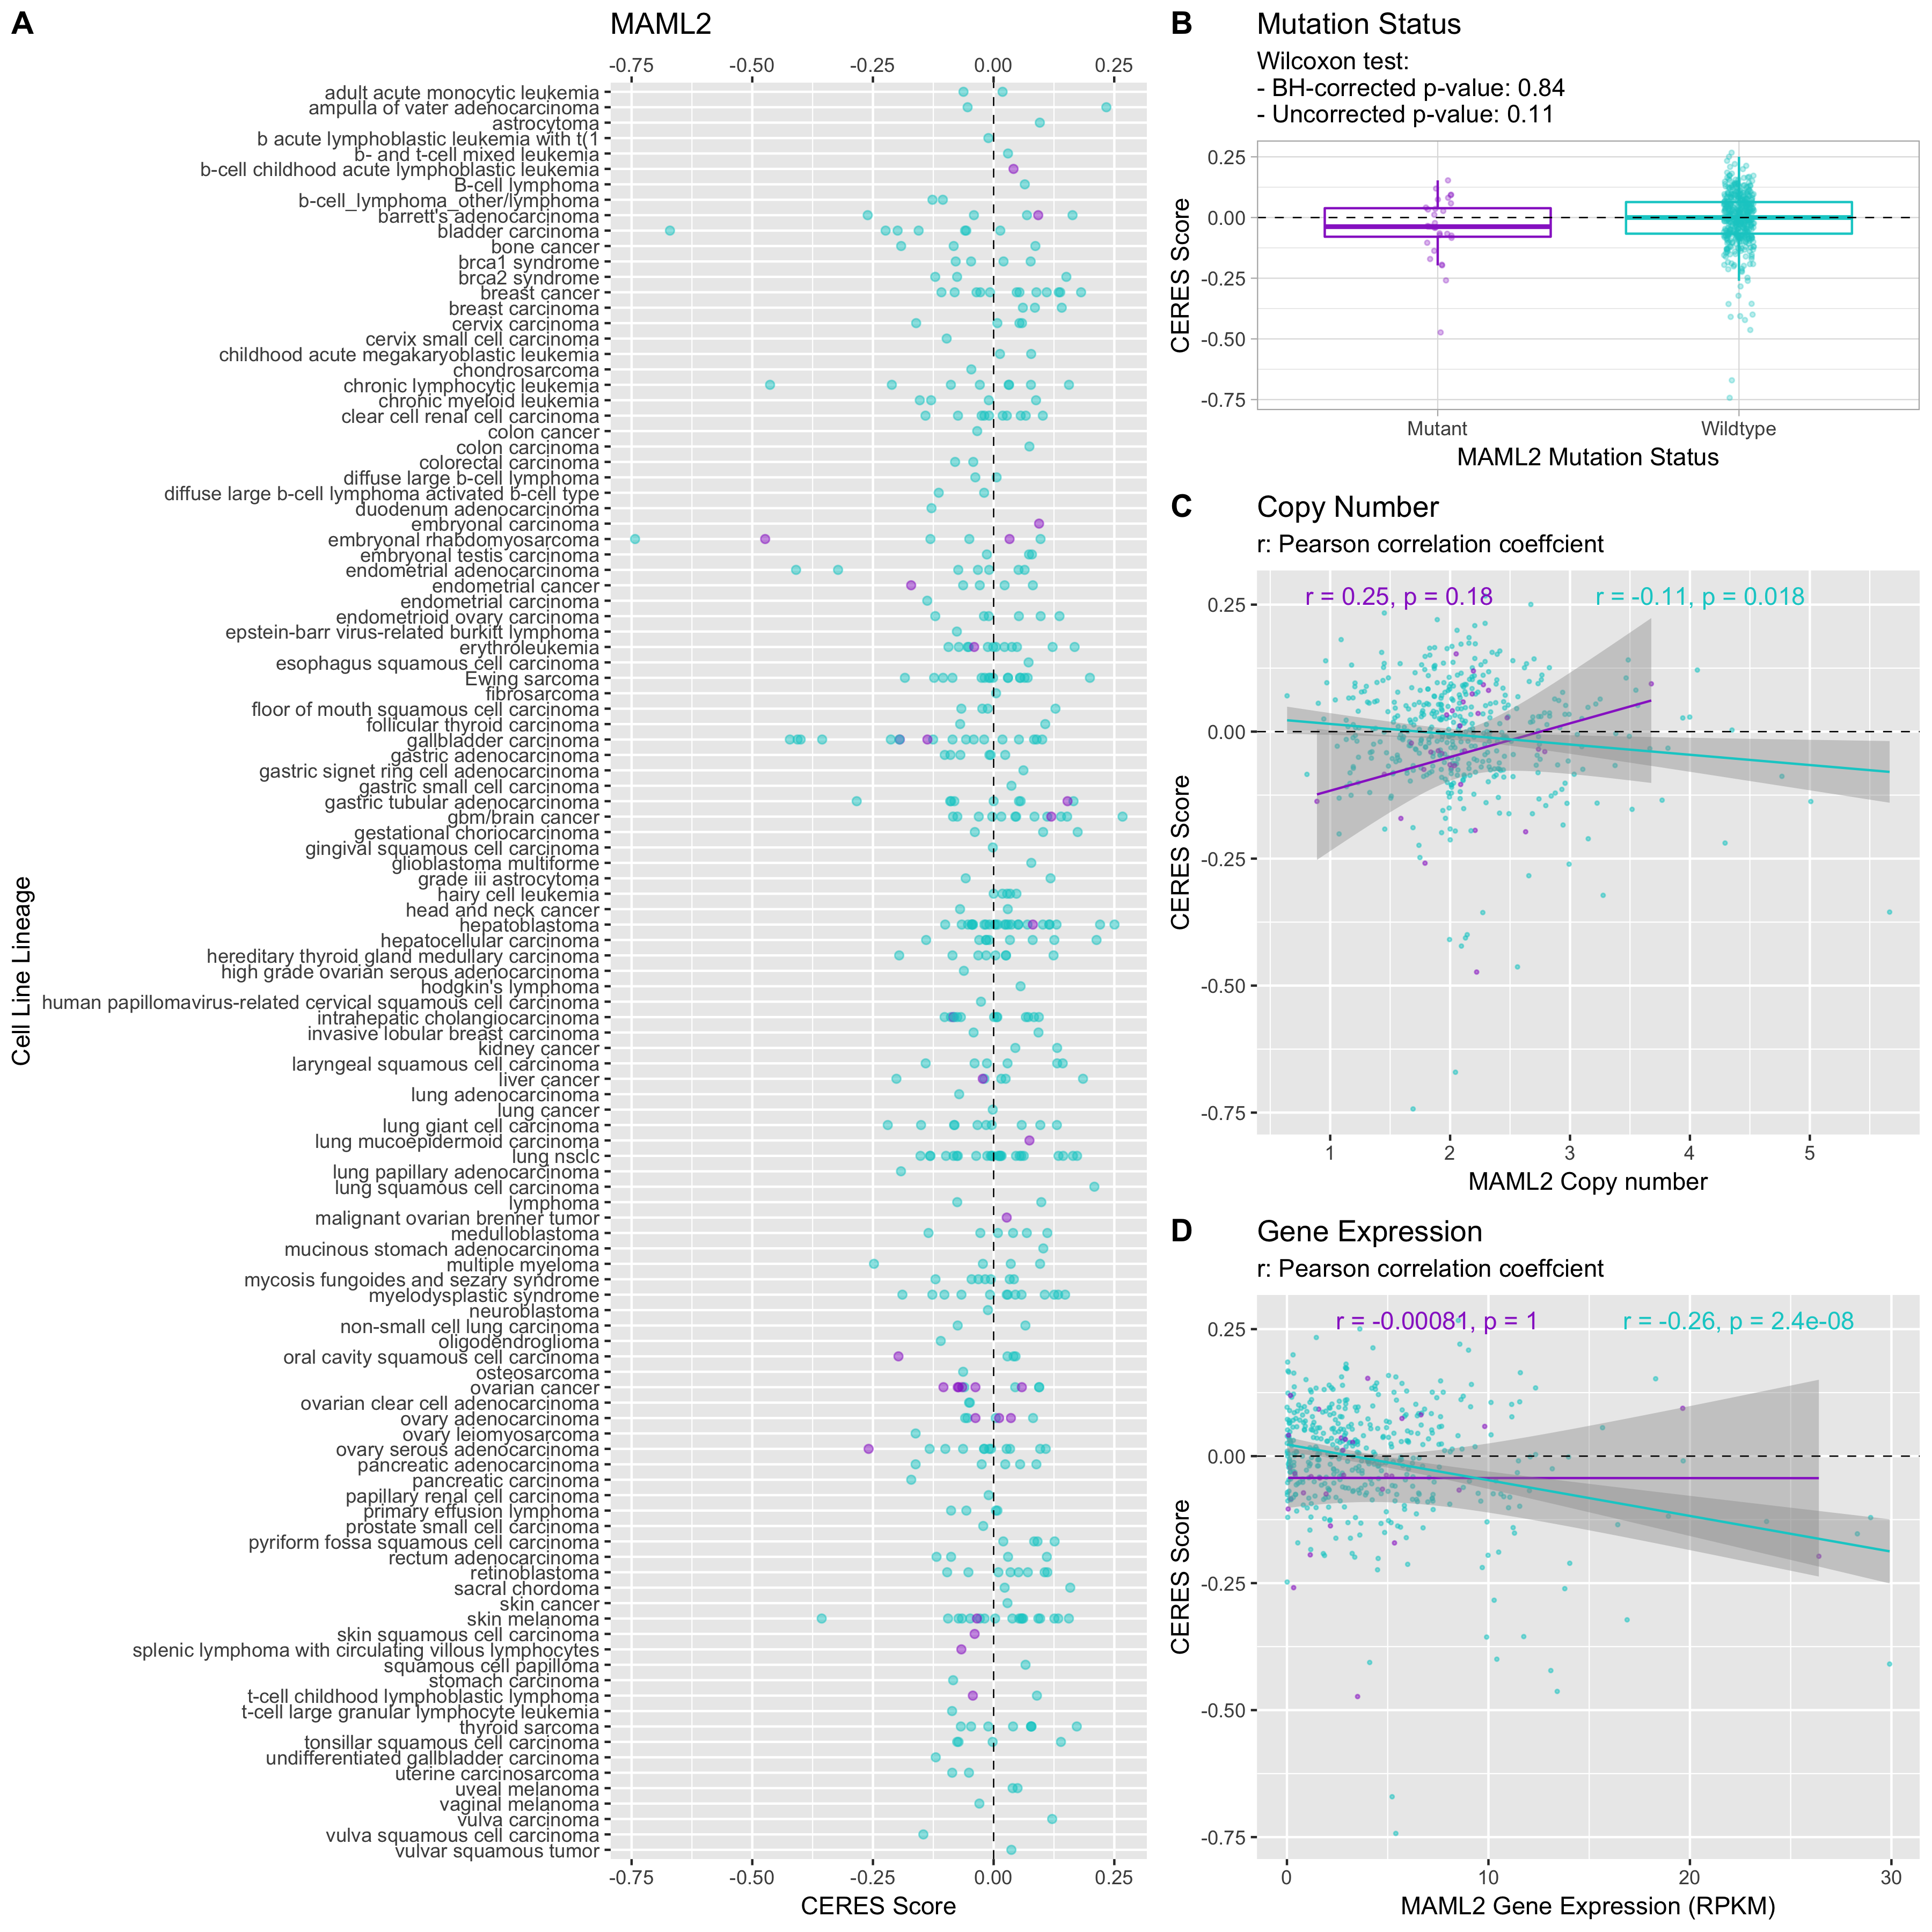 A
MAML2
-0.75 -0.50 -0.25 0.00 0.25
Cell Line Lineage
adult acute monocytic leukemia
ampulla of vater adenocarcinoma
astrocytoma
b acute lymphoblastic leukemia with t(1
b- and t-cell mixed leukemia
b-cell childhood acute lymphoblastic leukemia
B-cell lymphoma
b-cell_lymphoma_other/lymphoma
barrett's adenocarcinoma
bladder carcinoma
bone cancer
brca1 syndrome
brca2 syndrome
breast cancer
breast carcinoma
cervix carcinoma
cervix small cell carcinoma
childhood acute megakaryoblastic leukemia
chondrosarcoma
chronic lymphocytic leukemia
chronic myeloid leukemia
clear cell renal cell carcinoma
colon cancer
colon carcinoma
colorectal carcinoma
diffuse large b-cell lymphoma
diffuse large b-cell lymphoma activated b-cell type
duodenum adenocarcinoma
embryonal carcinoma
embryonal rhabdomyosarcoma
embryonal testis carcinoma
endometrial adenocarcinoma
endometrial cancer
endometrial carcinoma
endometrioid ovary carcinoma
epstein-barr virus-related burkitt lymphoma
erythroleukemia
esophagus squamous cell carcinoma
Ewing sarcoma
fibrosarcoma
floor of mouth squamous cell carcinoma
follicular thyroid carcinoma
gallbladder carcinoma
gastric adenocarcinoma
gastric signet ring cell adenocarcinoma
gastric small cell carcinoma
gastric tubular adenocarcinoma
gbm/brain cancer
gestational choriocarcinoma
gingival squamous cell carcinoma
glioblastoma multiforme
grade iii astrocytoma
hairy cell leukemia
head and neck cancer
hepatoblastoma
hepatocellular carcinoma
hereditary thyroid gland medullary carcinoma
high grade ovarian serous adenocarcinoma
hodgkin's lymphoma
human papillomavirus-related cervical squamous cell carcinoma
intrahepatic cholangiocarcinoma
invasive lobular breast carcinoma
kidney cancer
laryngeal squamous cell carcinoma
liver cancer
lung adenocarcinoma
lung cancer
lung giant cell carcinoma
lung mucoepidermoid carcinoma
lung nsclc
lung papillary adenocarcinoma
lung squamous cell carcinoma
lymphoma
malignant ovarian brenner tumor
medulloblastoma
mucinous stomach adenocarcinoma
multiple myeloma
mycosis fungoides and sezary syndrome
myelodysplastic syndrome
neuroblastoma
non-small cell lung carcinoma
oligodendroglioma
oral cavity squamous cell carcinoma
osteosarcoma
ovarian cancer
ovarian clear cell adenocarcinoma
ovary adenocarcinoma
ovary leiomyosarcoma
ovary serous adenocarcinoma
pancreatic adenocarcinoma
pancreatic carcinoma
papillary renal cell carcinoma
primary effusion lymphoma
prostate small cell carcinoma
pyriform fossa squamous cell carcinoma
rectum adenocarcinoma
retinoblastoma
sacral chordoma
skin cancer
skin melanoma
skin squamous cell carcinoma
splenic lymphoma with circulating villous lymphocytes
squamous cell papilloma
stomach carcinoma
t-cell childhood lymphoblastic lymphoma
t-cell large granular lymphocyte leukemia
thyroid sarcoma
tonsillar squamous cell carcinoma
undifferentiated gallbladder carcinoma
uterine carcinosarcoma
uveal melanoma
vaginal melanoma
vulva carcinoma
vulva squamous cell carcinoma
vulvar squamous tumor
-0.75 -0.50 -0.25 0.00 0.25
CERES Score
B
Mutation Status
Wilcoxon test:
- BH-corrected p-value: 0.84
- Uncorrected p-value: 0.11
CERES Score
0.25
0.00
-0.25
-0.50
-0.75
Mutant Wildtype
MAML2 Mutation Status
C
Copy Number
r: Pearson correlation coeffcient
r = 0.25, p = 0.18 r = -0.11, p = 0.018
CERES Score
0.25
0.00
-0.25
-0.50
-0.75
1 2 3 4 5
MAML2 Copy number
D
Gene Expression
r: Pearson correlation coeffcient
r = -0.00081, p = 1 r = -0.26, p = 2.4e-08
CERES Score
0.25
0.00
-0.25
-0.50
-0.75
0 10 20 30
MAML2 Gene Expression (RPKM)